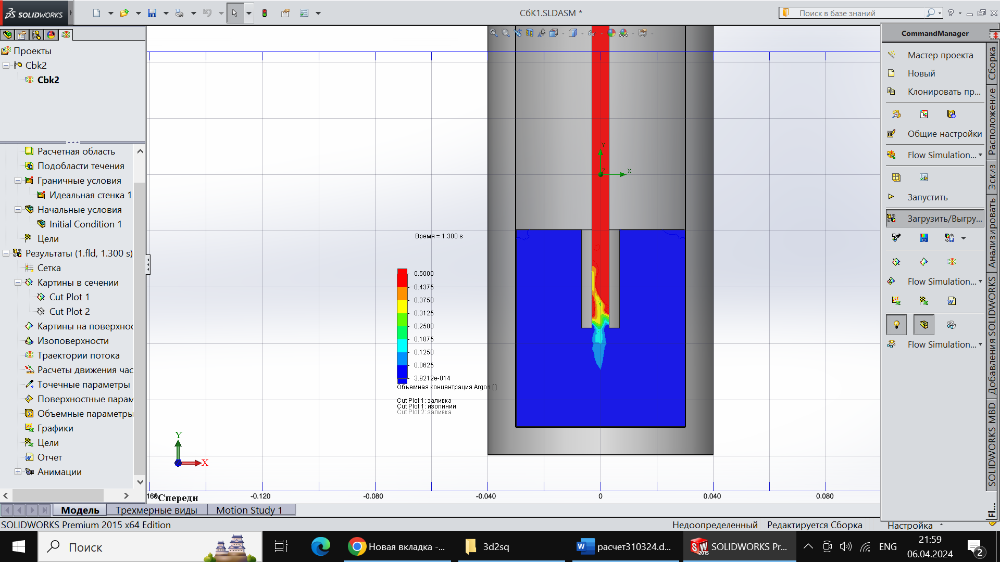 SOLIDWORKS
СбК1.SLDASM *
Поиск в базе знаний
?
Проекты
Cbk2
Cbk2
Расчетная область
Подобласти течения
Граничные условия
Идеальная стенка 1
Начальные условия
Initial Condition 1
Цели
Результаты (1.fld, 1.300 s)
Сетка
Картины в сечении
Cut Plot 1
Cut Plot 2
Картины на поверхнос
Изоповерхности
Траектории потока
Расчеты движения час
Точечные параметры
Поверхностные парам
Объемные параметры
Графики
Цели
Отчет
Анимации
Время = 1.300 s
0.5000
0.4375
0.3750
0.3125
0.2500
0.1875
0.1250
0.0625
3.9212e-014
Объемная концентрация Argon [ ]
Cut Plot 1: заливка
Cut Plot 1: изолинии
Cut Plot 2: заливка
Y
X
Z
Y
X
*Спереди
-0.120
-0.080
-0.040
0
0.040
0.080
CommandManager
Мастер проекта
Новый
Клонировать пр...
Общие настройки
Flow Simulation...
Запустить
Загрузить/Выгру...
Flow Simulation...
Flow Simulation...
Сборка
Расположение
Эскиз
Анализировать
Добавления SOLIDWORKS
SOLIDWORKS MBD
Fl...
Модель
Трехмерные виды
Motion Study 1
SOLIDWORKS Premium 2015 x64 Edition
Недоопределенный
Редактируется Сборка
Настройка
Поиск
Новая вкладка -...
3d2sq
расчет310324.d...
SOLIDWORKS Pr...
ENG
21:59
06.04.2024
2